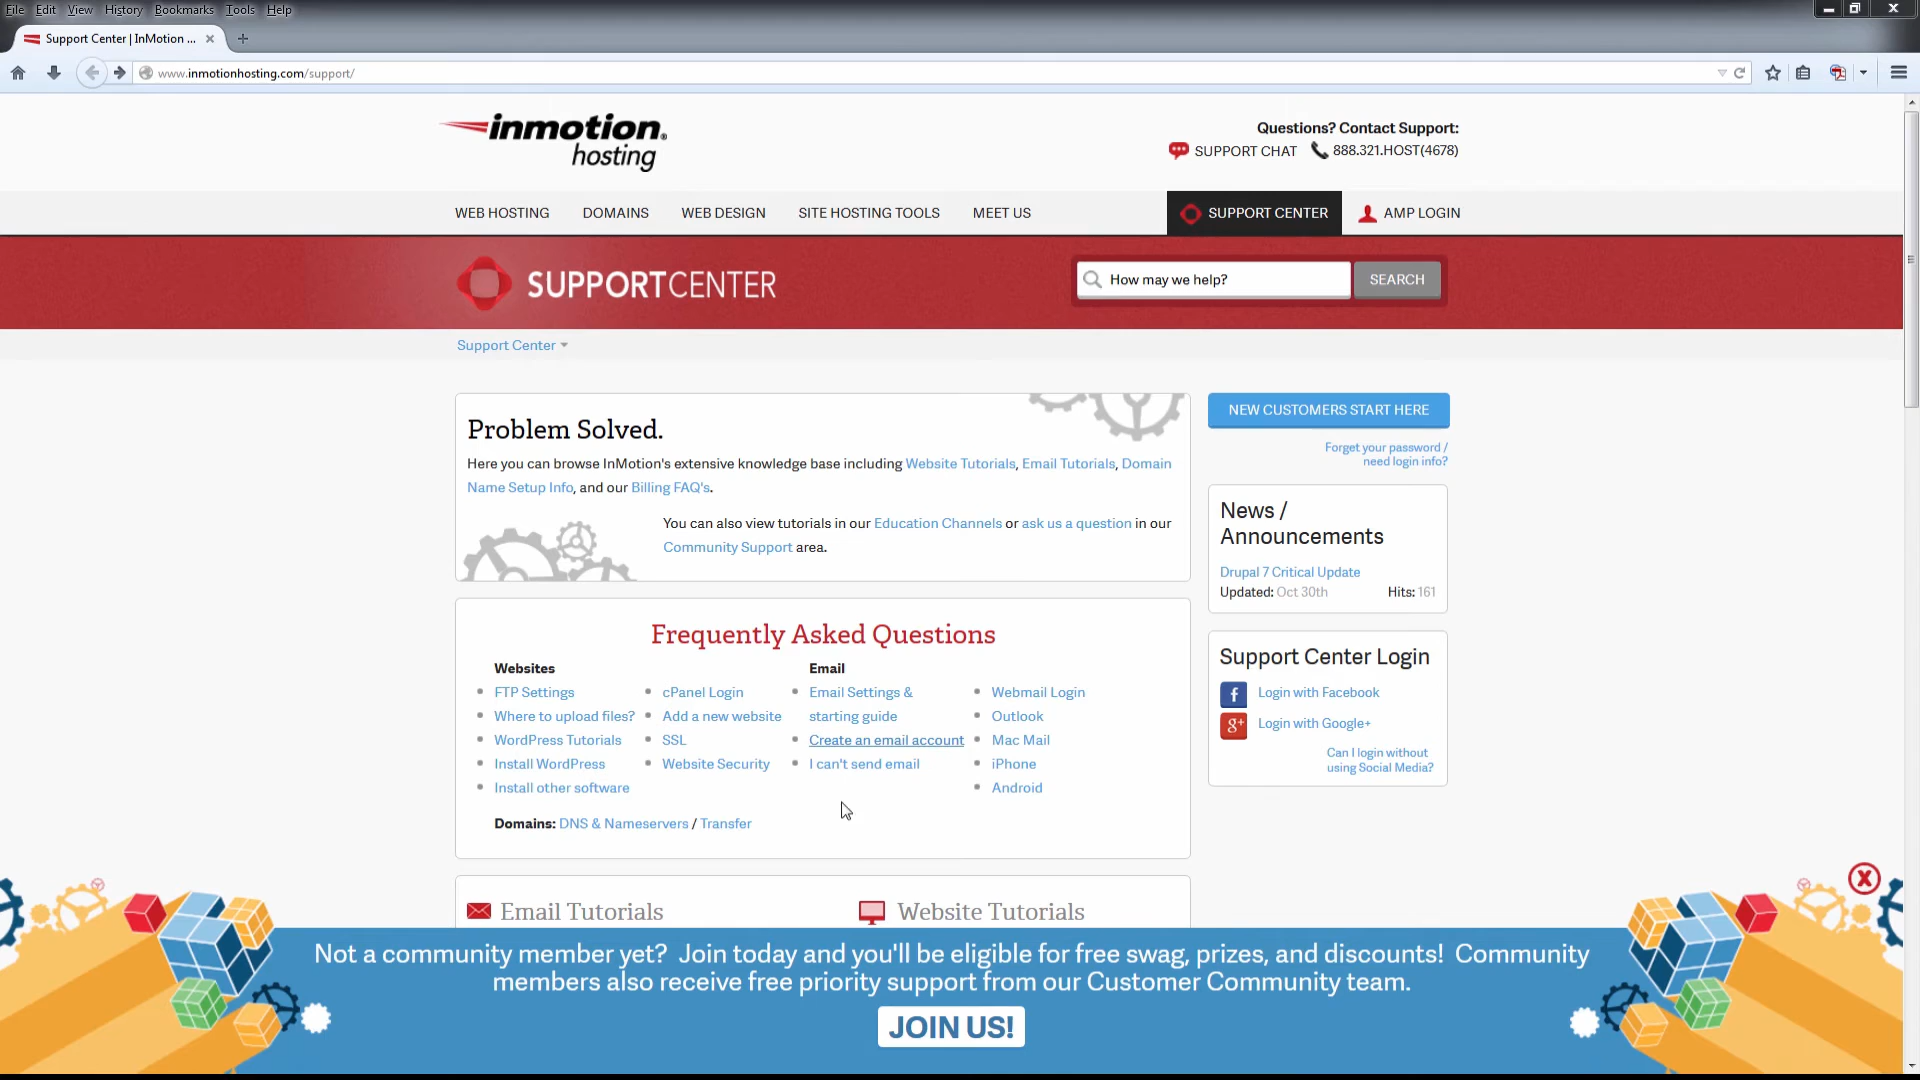 File Edit View History Bookmarks Tools Help
Support Center | InMotion ...
www.inmotionhosting.com/support/
inmotion®
hosting
Questions? Contact Support:
SUPPORT CHAT 888.321.HOST(4678)
WEB HOSTING DOMAINS WEB DESIGN SITE HOSTING TOOLS MEET US SUPPORT CENTER AMP LOGIN
SUPPORTCENTER
How may we help? SEARCH
Support Center
Problem Solved.
Here you can browse InMotion's extensive knowledge base including Website Tutorials, Email Tutorials, Domain
Name Setup Info, and our Billing FAQ's.
You can also view tutorials in our Education Channels or ask us a question in our
Community Support area.
NEW CUSTOMERS START HERE
Forget your password /
need login info?
News /
Announcements
Drupal 7 Critical Update
Updated: Oct 30th Hits: 161
Frequently Asked Questions
Websites
FTP Settings
Where to upload files?
WordPress Tutorials
Install WordPress
Install other software
cPanel Login
Add a new website
SSL
Website Security
Email
Email Settings &
starting guide
Create an email account
I can't send email
Webmail Login
Outlook
Mac Mail
iPhone
Android
Domains: DNS & Nameservers / Transfer
Support Center Login
f Login with Facebook
g+ Login with Google+
Can I login without
using Social Media?
Email Tutorials
Website Tutorials
X
Not a community member yet? Join today and you'll be eligible for free swag, prizes, and discounts! Community
members also receive free priority support from our Customer Community team.
JOIN US!